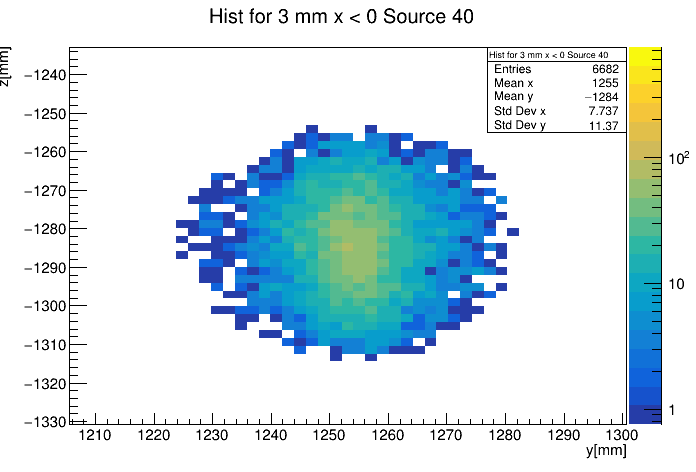 Hist for 3 mm x < 0 Source 40
z[mm]
Hist for 3 mm x < 0 Source 40
Entries 6682
Mean x 1255
Mean y −1284
Std Dev x 7.737
Std Dev y 11.37
−1240
−1250
−1260
−1270
−1280
−1290
−1300
−1310
−1320
−1330
10²
10
1
1210 1220 1230 1240 1250 1260 1270 1280 1290 1300
y[mm]